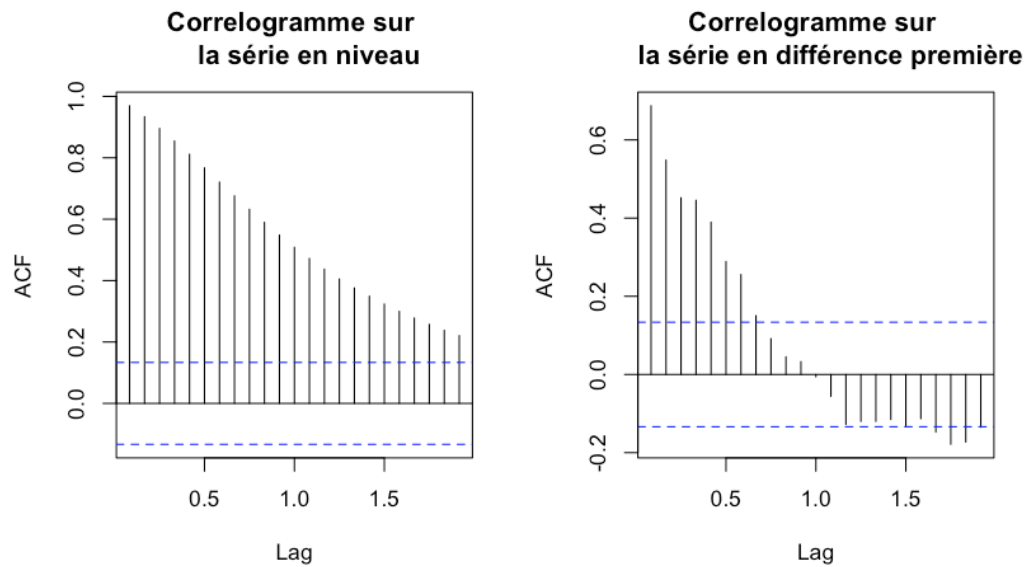 Correlogramme sur
la série en niveau
ACF
1.0
0.8
0.6
0.4
0.2
0.0
0.5 1.0 1.5
Lag
Correlogramme sur
la série en différence première
ACF
0.6
0.4
0.2
0.0
-0.2
0.5 1.0 1.5
Lag